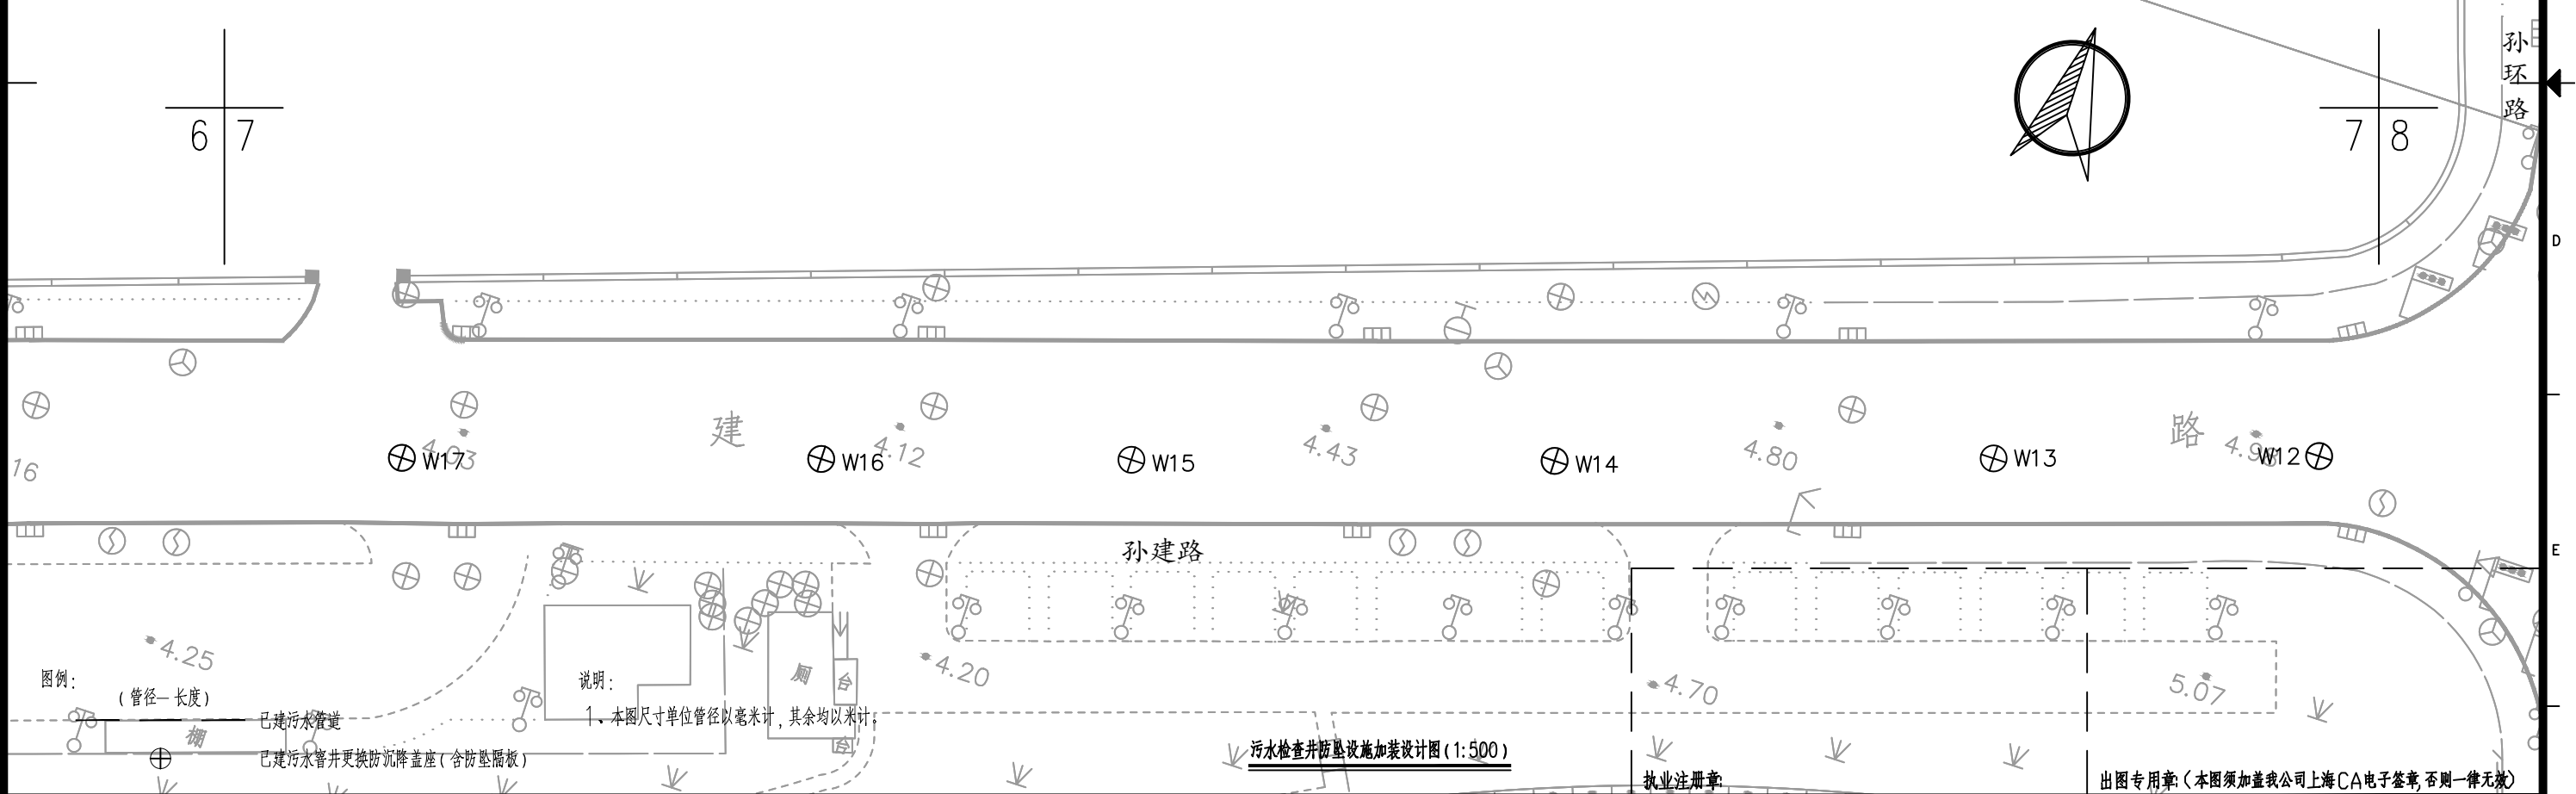 孙环路
6 7
7 8
D
建
路
4.03
4.12
4.43
4.80
16
W17
W16
W15
W14
W13
W12
孙建路
E
4.25
4.20
4.70
5.07
厕
台
台
棚
图例:
(管径—长度)
已建污水管道
已建污水窨井更换防沉降盖座(含防坠隔板)
说明:
1、本图尺寸单位管径以毫米计,其余均以米计。
污水检查井防坠设施加装设计图(1:500)
执业注册章:
出图专用章:(本图须加盖我公司上海CA电子签章,否则一律无效)